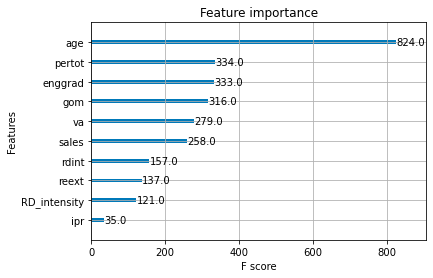 Feature importance
Features
age 824.0
pertot 334.0
enggrad 333.0
gom 316.0
va 279.0
sales 258.0
rdint 157.0
reext 137.0
RD_intensity 121.0
ipr 35.0
0 200 400 600 800
F score